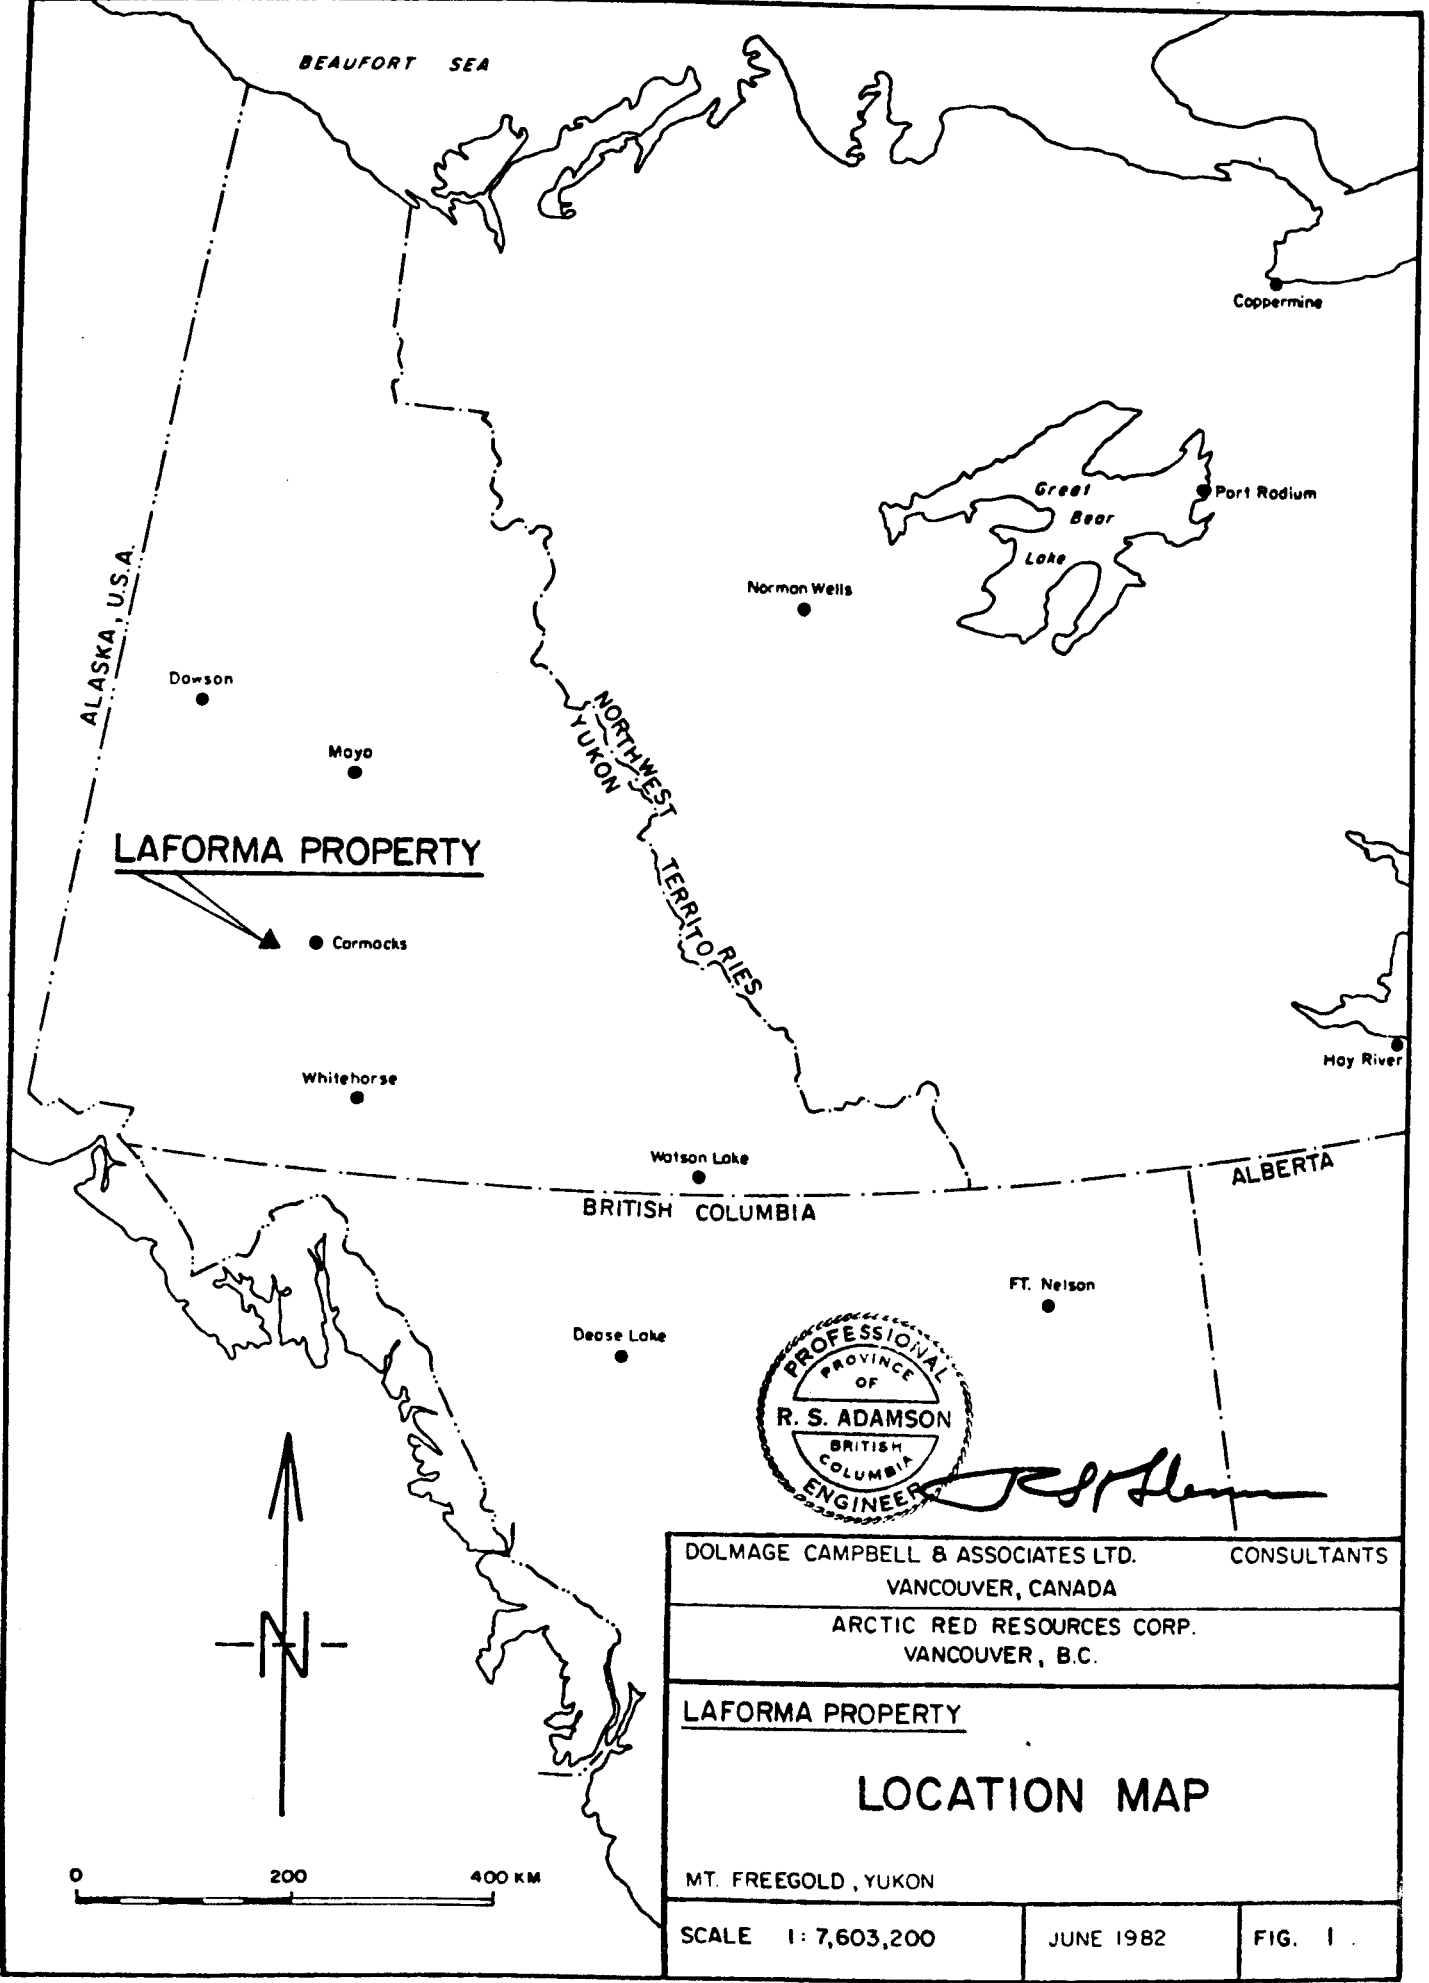 BEAUFORT SEA
Coppermine
Great
Bear
Lake
Port Radium
Norman Wells
ALASKA, U.S.A.
Dawson
Mayo
NORTHWEST TERRITORIES
YUKON
LAFORMA PROPERTY
Carmacks
Hay River
Whitehorse
Watson Lake
ALBERTA
BRITISH COLUMBIA
FT. Nelson
Dease Lake
PROFESSIONAL
PROVINCE
OF
R. S. ADAMSON
BRITISH
COLUMBIA
ENGINEER
N
DOLMAGE CAMPBELL & ASSOCIATES LTD. CONSULTANTS
VANCOUVER, CANADA
ARCTIC RED RESOURCES CORP.
VANCOUVER, B.C.
LAFORMA PROPERTY
LOCATION MAP
MT. FREEGOLD, YUKON
0 200 400 KM
SCALE 1:7,603,200
JUNE 1982
FIG. 1